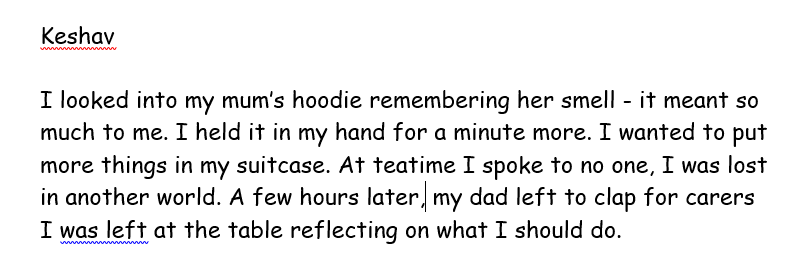 Keshav
I looked into my mum's hoodie remembering her smell - it meant so
much to me. I held it in my hand for a minute more. I wanted to put
more things in my suitcase. At teatime I spoke to no one, I was lost
in another world. A few hours later, my dad left to clap for carers
I was left at the table reflecting on what I should do.